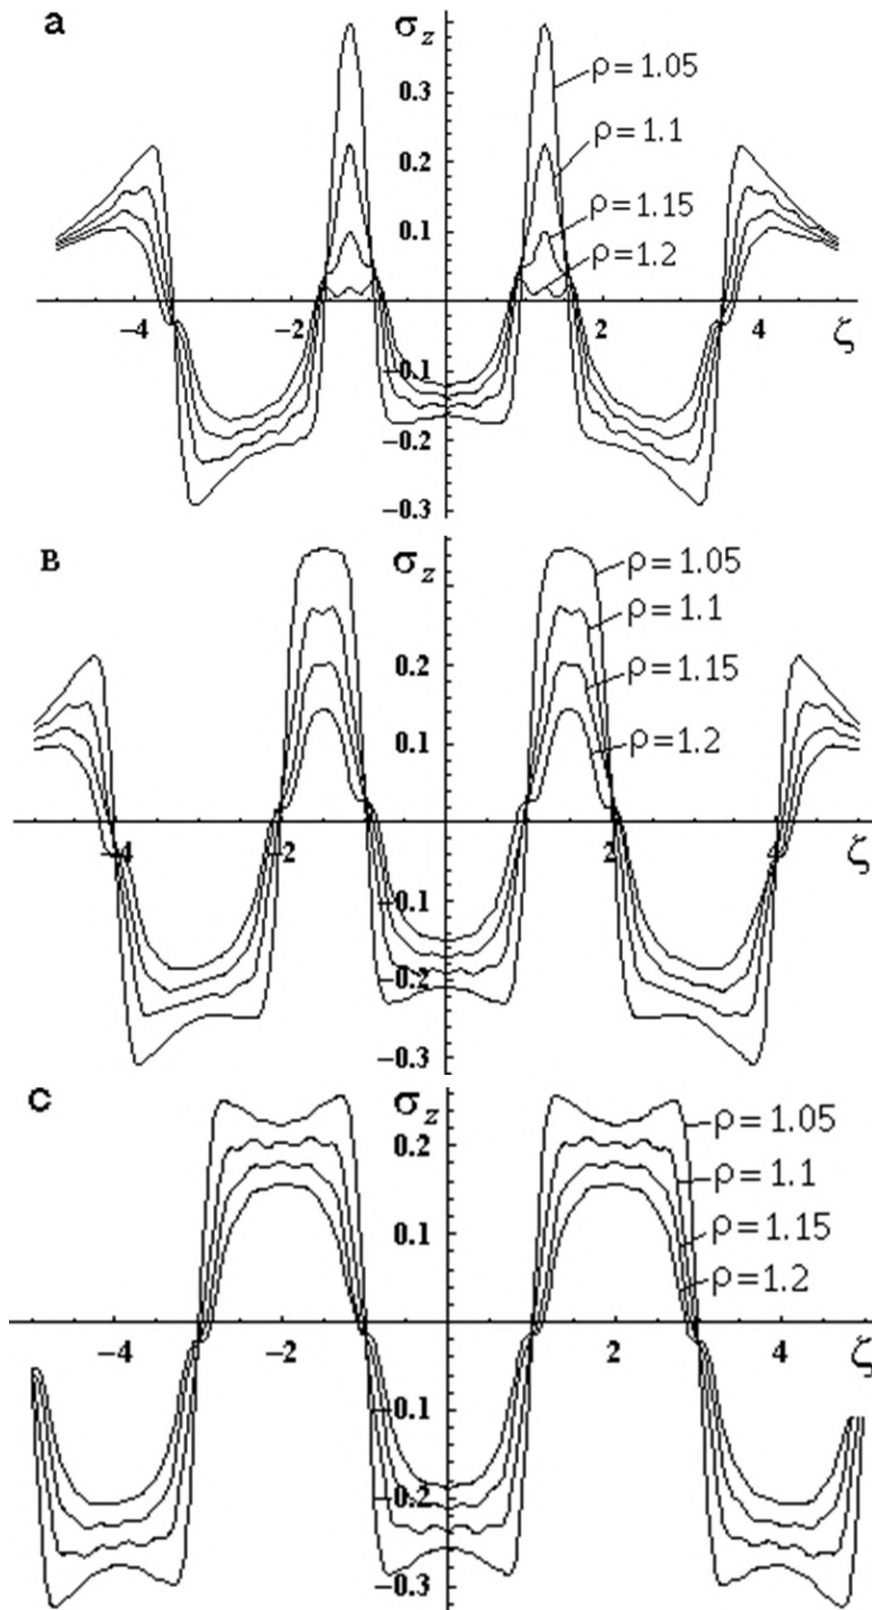 a
σz
ρ = 1.05
0.3
ρ = 1.1
0.2
ρ = 1.15
0.1
ρ = 1.2
−4 −2 2 4 ζ
−0.1
−0.2
−0.3
B
σz
ρ = 1.05
ρ = 1.1
0.2
ρ = 1.15
0.1
ρ = 1.2
−4 −2 2 4 ζ
−0.1
−0.2
−0.3
C
σz
ρ = 1.05
0.2
ρ = 1.1
0.1
ρ = 1.15
ρ = 1.2
−4 −2 2 4 ζ
−0.1
−0.2
−0.3